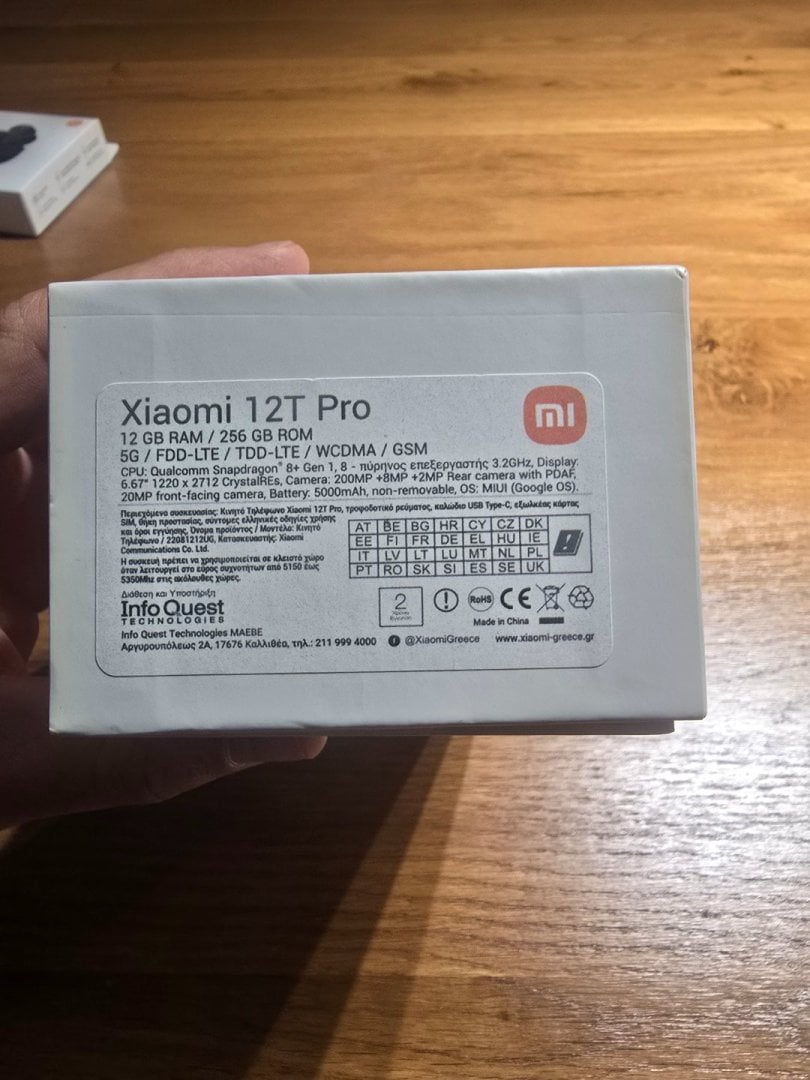 Xiaomi 12T Pro
mi
12 GB RAM / 256 GB ROM
5G / FDD-LTE / TDD-LTE / WCDMA / GSM
CPU: Qualcomm Snapdragon® 8+ Gen 1, 8 - πύρηνος επεξεργαστής 3.2GHz, Display:
6.67" 1220 x 2712 CrystalREs, Camera: 200MP +8MP +2MP Rear camera with PDAF,
20MP front-facing camera, Battery: 5000mAh, non-removable, OS: MIUI (Google OS).
Περιεχόμενα συσκευασίας: Κινητό Τηλέφωνο Xiaomi 12T Pro, τροφοδοτικό ρεύματος, καλώδιο USB Type-C, εξωλκέας κάρτας
SIM, θήκη προστασίας, σύντομες ελληνικές οδηγίες χρήσης
και όροι εγγύησης. Όνομα προϊόντος / Μοντέλο: Κινητό
Τηλέφωνο / 22081212UG, Κατασκευαστής: Xiaomi
Communications Co. Ltd.
Η συσκευή πρέπει να χρησιμοποιείται σε κλειστό χώρο
όταν λειτουργεί στο εύρος συχνοτήτων από 5150 έως
5350Mhz στις ακόλουθες χώρες.
AT BE BG HR CY CZ DK
EE FI FR DE EL HU IE
IT LV LT LU MT NL PL
PT RO SK SI ES SE UK
Διάθεση και Υποστήριξη
Info Quest
TECHNOLOGIES
2
Χρόνια
Εγγύηση
RoHS
CE
Made in China
Info Quest Technologies ΜΑΕΒΕ
@XiaomiGreece
www.xiaomi-greece.gr
Αργυρουπόλεως 2Α, 17676 Καλλιθέα, τηλ.: 211 999 4000